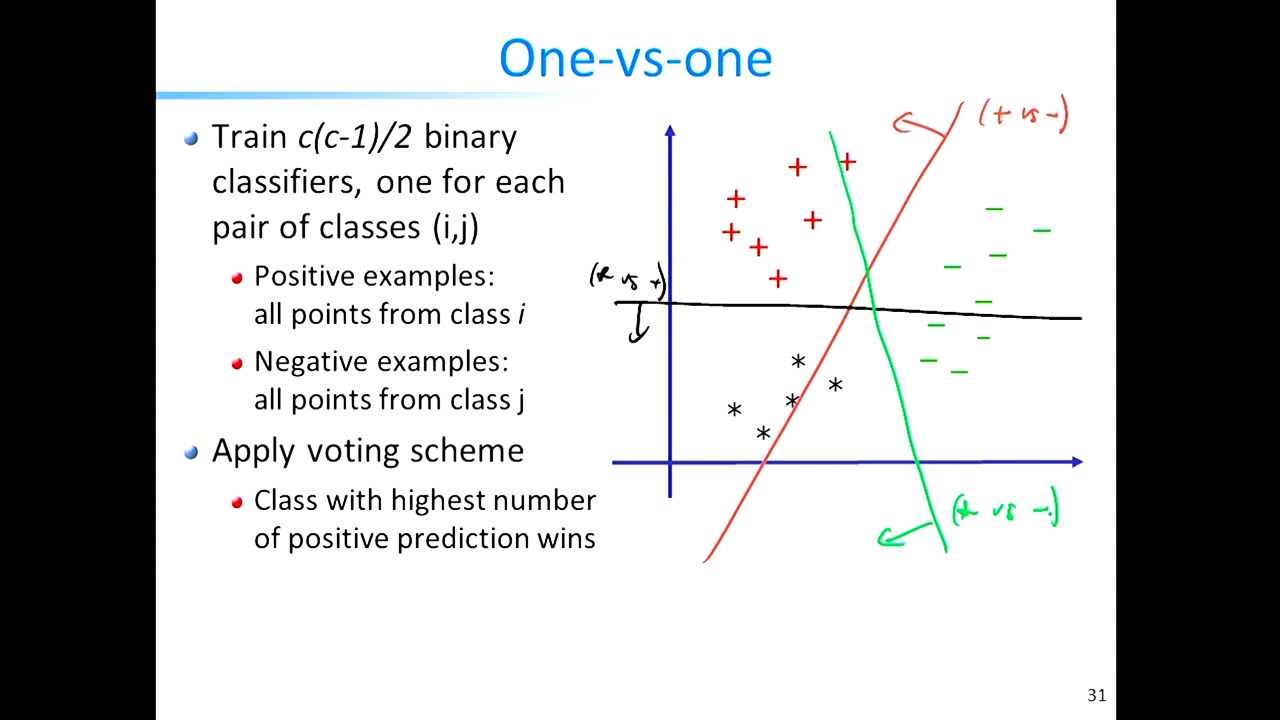 One-vs-one
Train c(c-1)/2 binary
classifiers, one for each
pair of classes (i,j)
Positive examples:
all points from class i
Negative examples:
all points from class j
Apply voting scheme
Class with highest number
of positive prediction wins
(+ vs -)
(* vs +)
(* vs -)
31